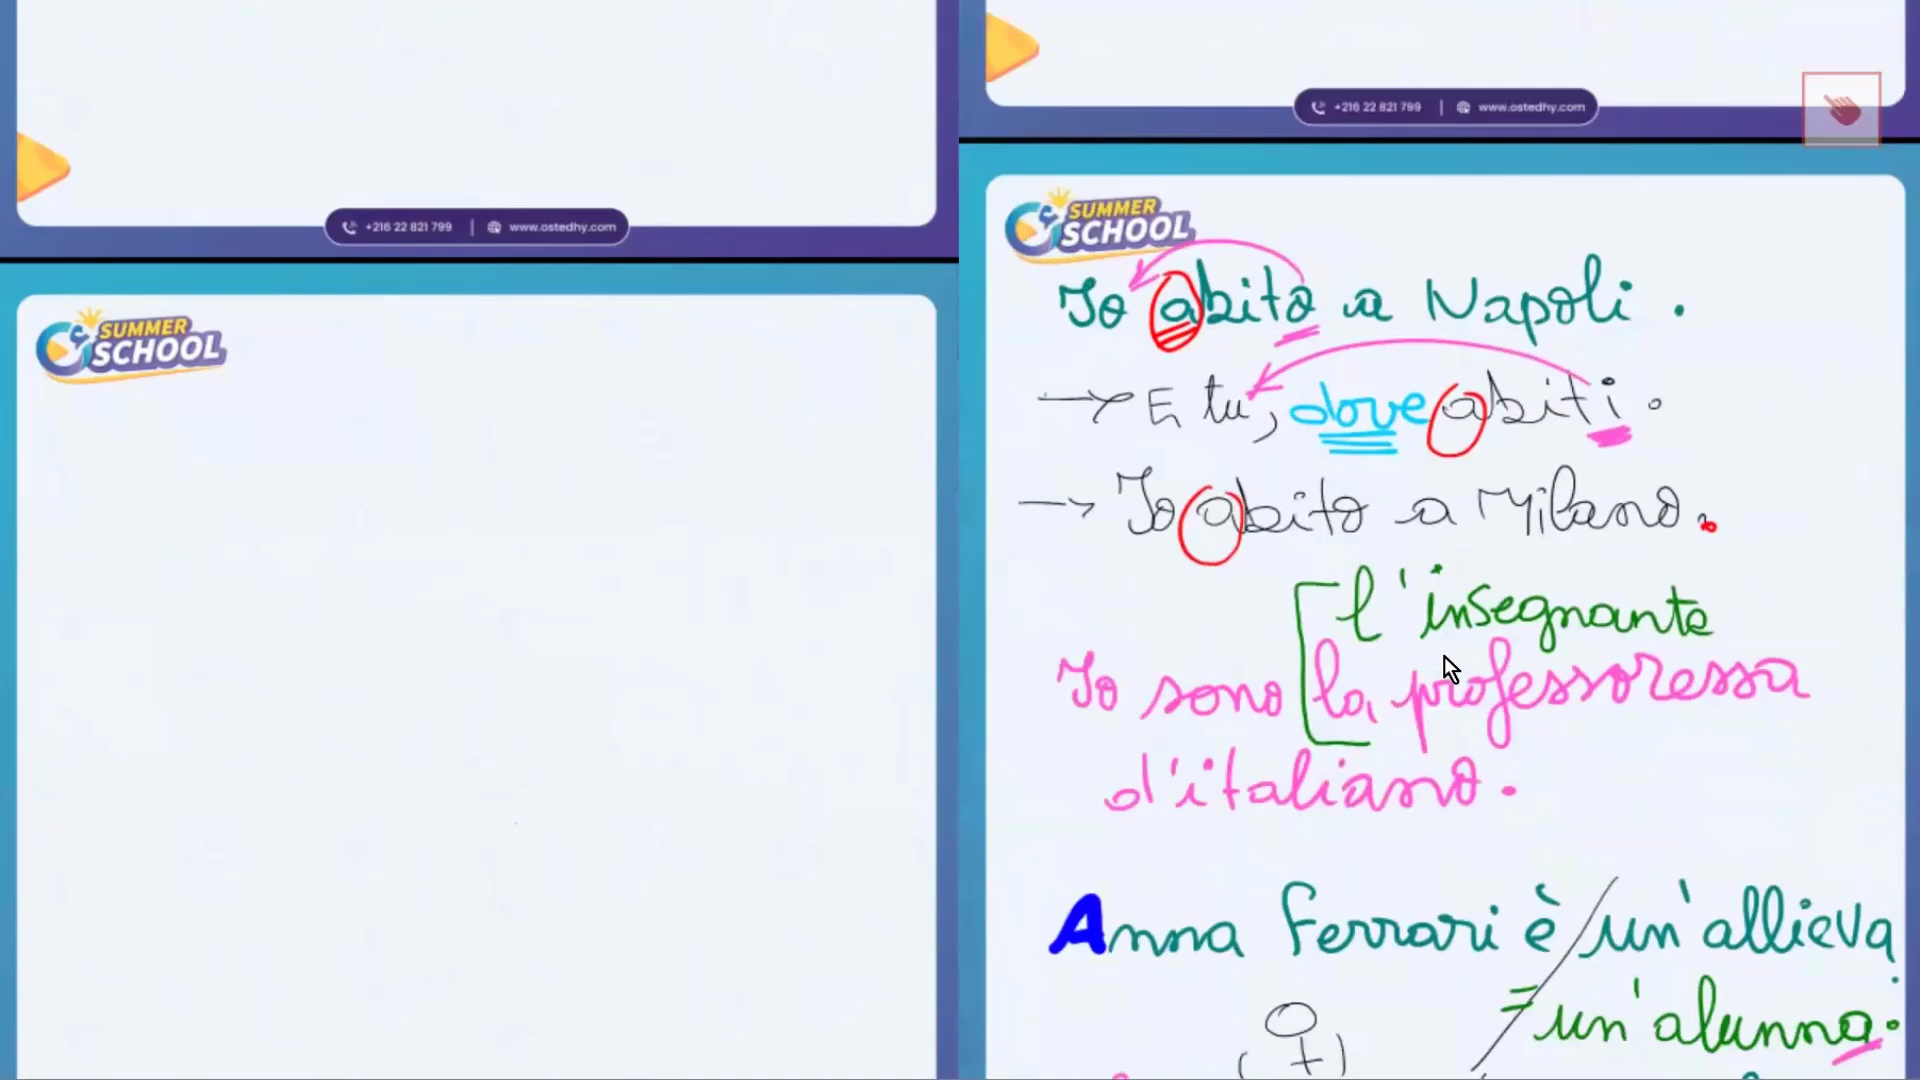 +216 22 821 799 | www.ostedhy.com
SUMMER
SCHOOL
+216 22 821 799 | www.ostedhy.com
SUMMER
SCHOOL
Io abito a Napoli .
→ E tu, dove abiti .
→ Io abito a Milano.
l'insegnante
Io sono la professoressa
d'italiano.
Anna Ferrari è un'allieva
= un'alunna.